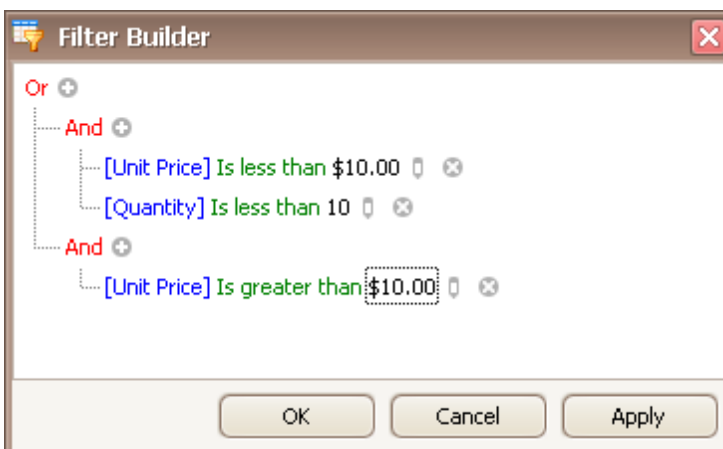 Filter Builder
Or
And
[Unit Price] Is less than $10.00
[Quantity] Is less than 10
And
[Unit Price] Is greater than $10.00
OK Cancel Apply